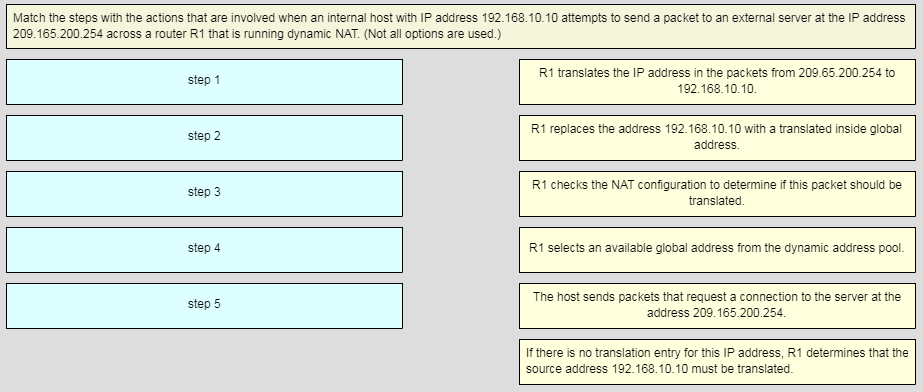 Match the steps with the actions that are involved when an internal host with IP address 192.168.10.10 attempts to send a packet to an external server at the IP address
209.165.200.254 across a router R1 that is running dynamic NAT. (Not all options are used.)
step 1
R1 translates the IP address in the packets from 209.65.200.254 to
192.168.10.10.
step 2
R1 replaces the address 192.168.10.10 with a translated inside global
address.
step 3
R1 checks the NAT configuration to determine if this packet should be
translated.
step 4
R1 selects an available global address from the dynamic address pool.
step 5
The host sends packets that request a connection to the server at the
address 209.165.200.254.
If there is no translation entry for this IP address, R1 determines that the
source address 192.168.10.10 must be translated.